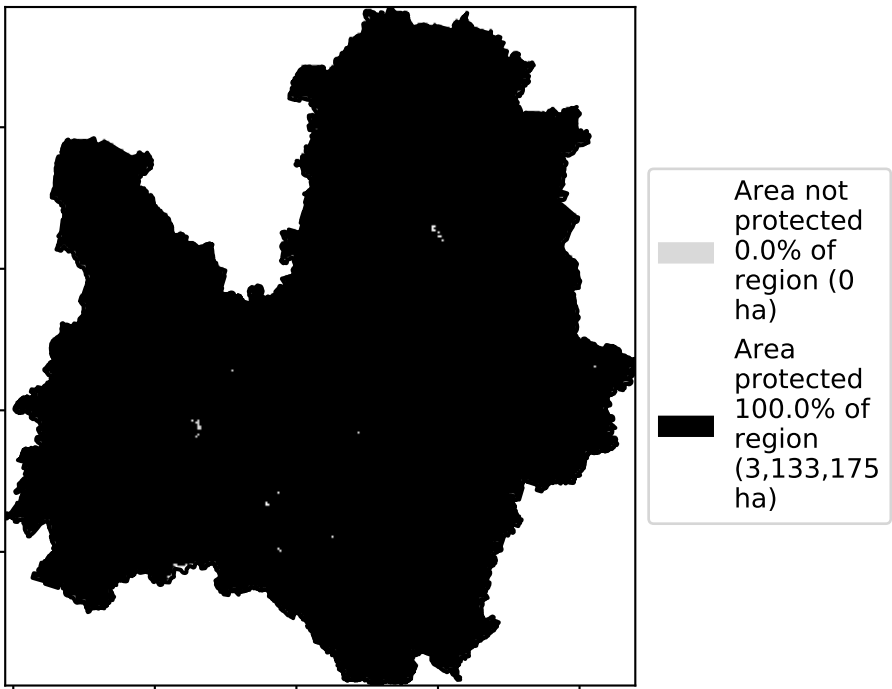 Area not
protected
0.0% of
region (0
ha)
Area
protected
100.0% of
region
(3,133,175
ha)